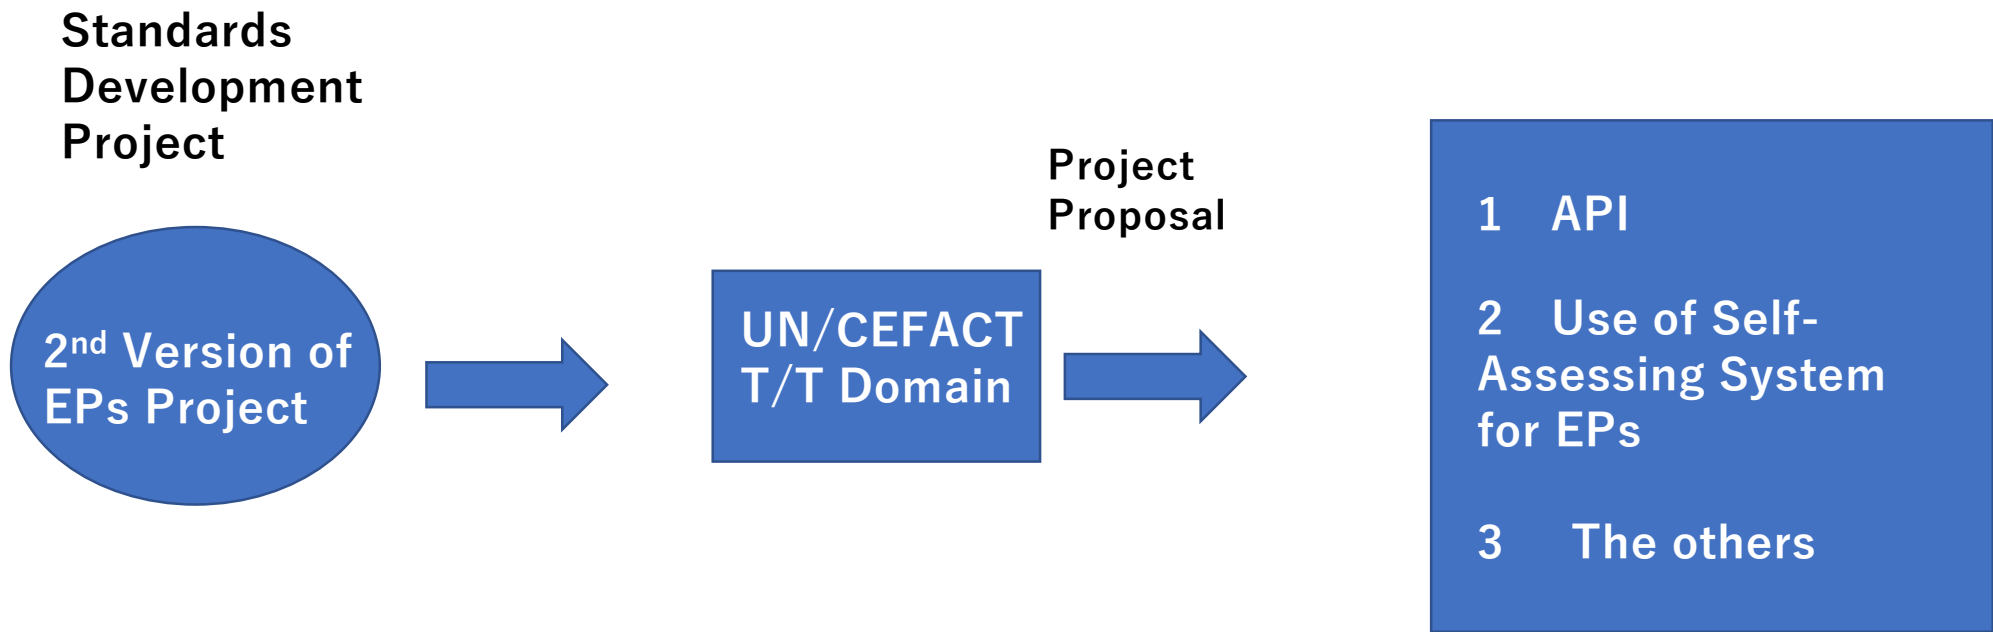 Standards
Development
Project
2nd Version of
EPs Project
UN/CEFACT
T/T Domain
Project
Proposal
1 API
2 Use of Self-
Assessing System
for EPs
3 The others